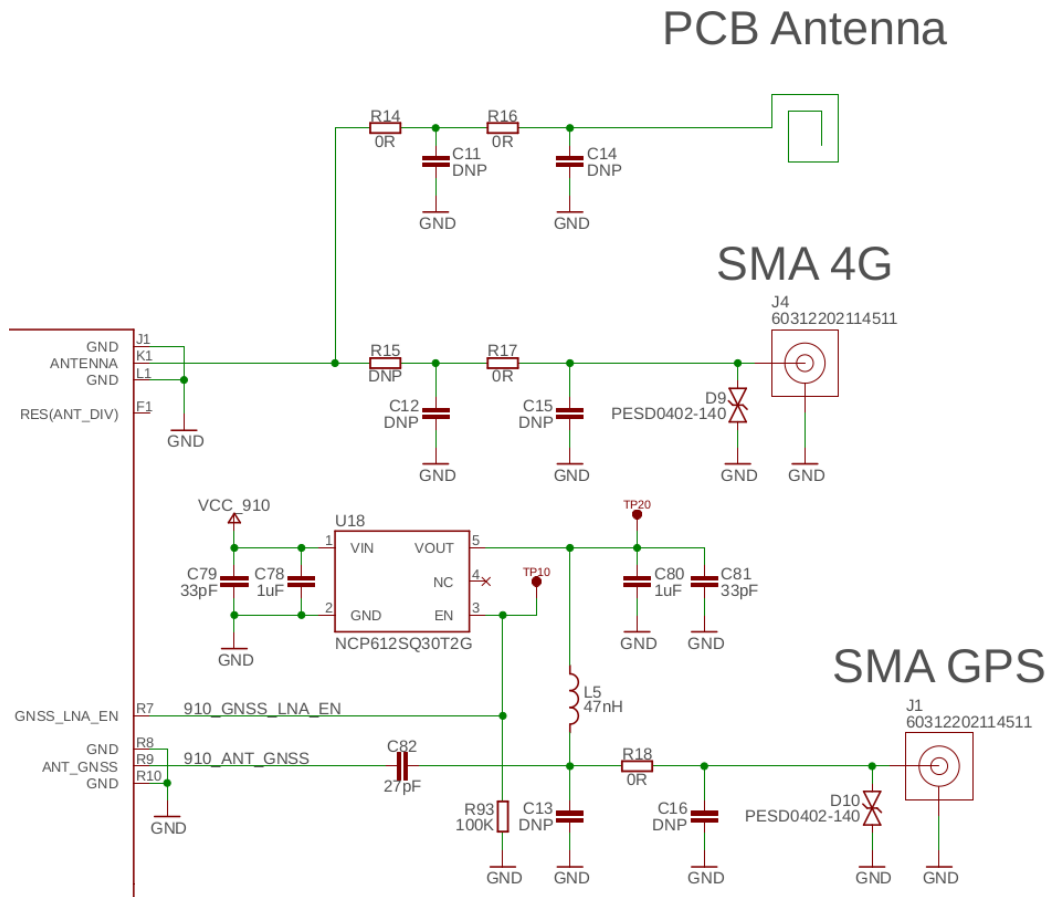 PCB Antenna
R14
0R
R16
0R
C11
DNP
C14
DNP
GND
GND
SMA 4G
J4
60312202114511
GND
J1
ANTENNA
K1
GND
L1
RES(ANT_DIV)
F1
GND
R15
DNP
R17
0R
C12
DNP
C15
DNP
D9
PESD0402-140
GND
GND
GND
GND
VCC_910
U18
1
VIN
VOUT
5
NC
4
2
GND
EN
3
NCP612SQ30T2G
C79
33pF
C78
1uF
GND
TP20
TP10
C80
1uF
C81
33pF
GND
GND
L5
47nH
SMA GPS
J1
60312202114511
GNSS_LNA_EN
R7
910_GNSS_LNA_EN
GND
R8
ANT_GNSS
R9
910_ANT_GNSS
GND
R10
GND
C82
27pF
R18
0R
R93
100K
C13
DNP
C16
DNP
D10
PESD0402-140
GND
GND
GND
GND
GND